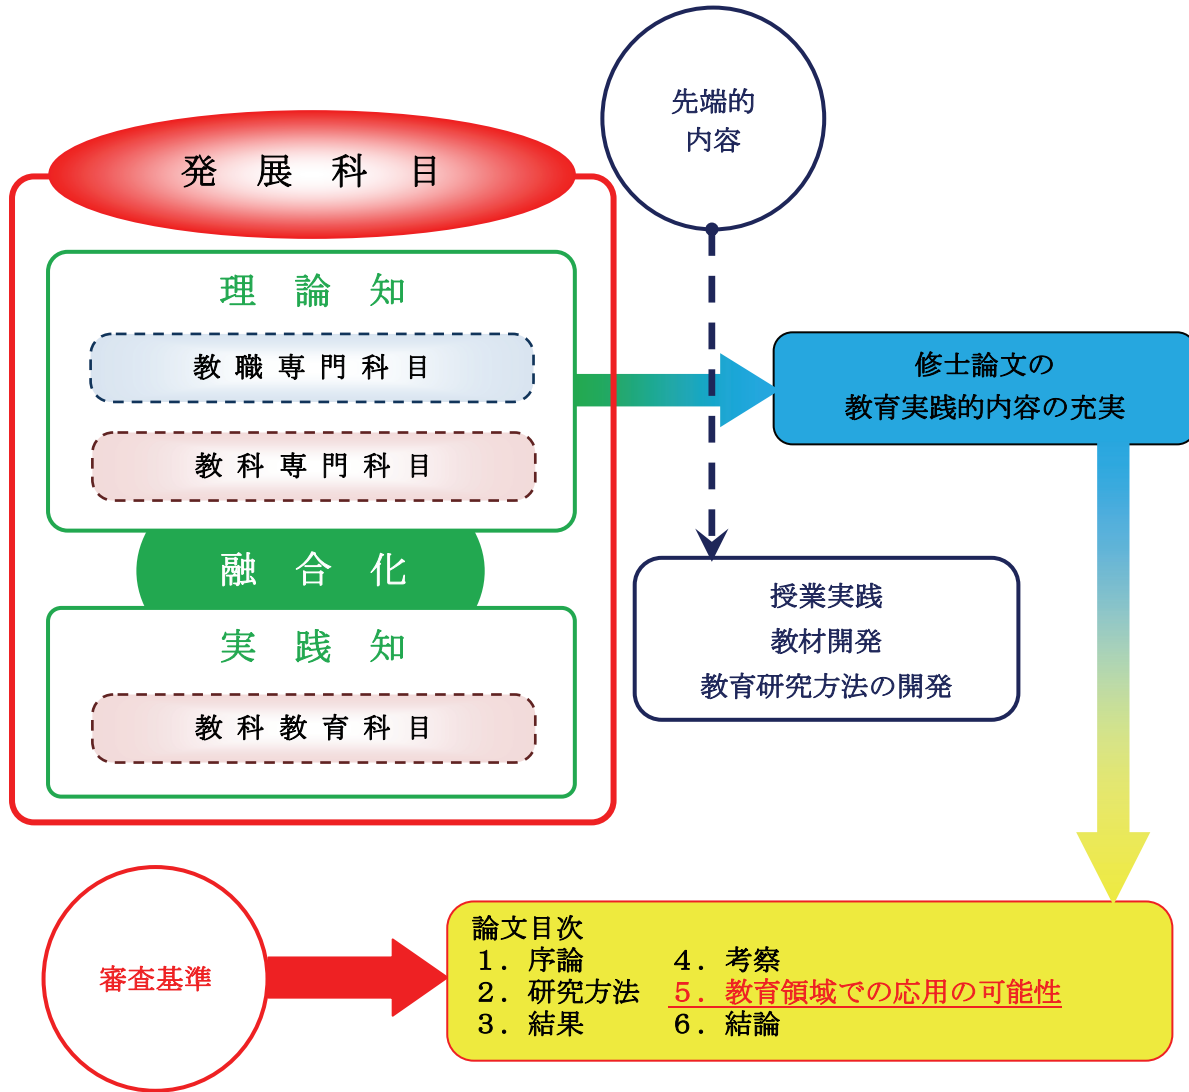 先端的
内容
発 展 科 目
理 論 知
教 職 専 門 科 目
教 科 専 門 科 目
融 合 化
実 践 知
教 科 教 育 科 目
修士論文の
教育実践的内容の充実
授業実践
教材開発
教育研究方法の開発
審査基準
論文目次
１．序論 ４．考察
２．研究方法 ５．教育領域での応用の可能性
３．結果 ６．結論